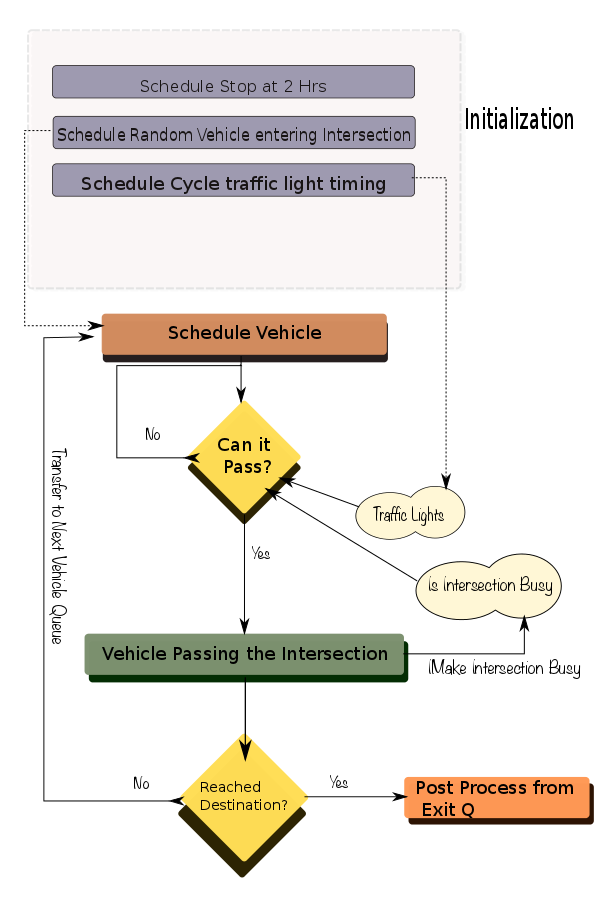 Schedule Stop at 2 Hrs
Schedule Random Vehicle entering Intersection
Initialization
Schedule Cycle traffic light timing
Schedule Vehicle
No
Can it
Pass?
Traffic Lights
Transfer to Next Vehicle Queue
Yes
is intersection Busy
Vehicle Passing the Intersection
iMake intersection Busy
No
Reached
Destination?
Yes
Post Process from
Exit Q